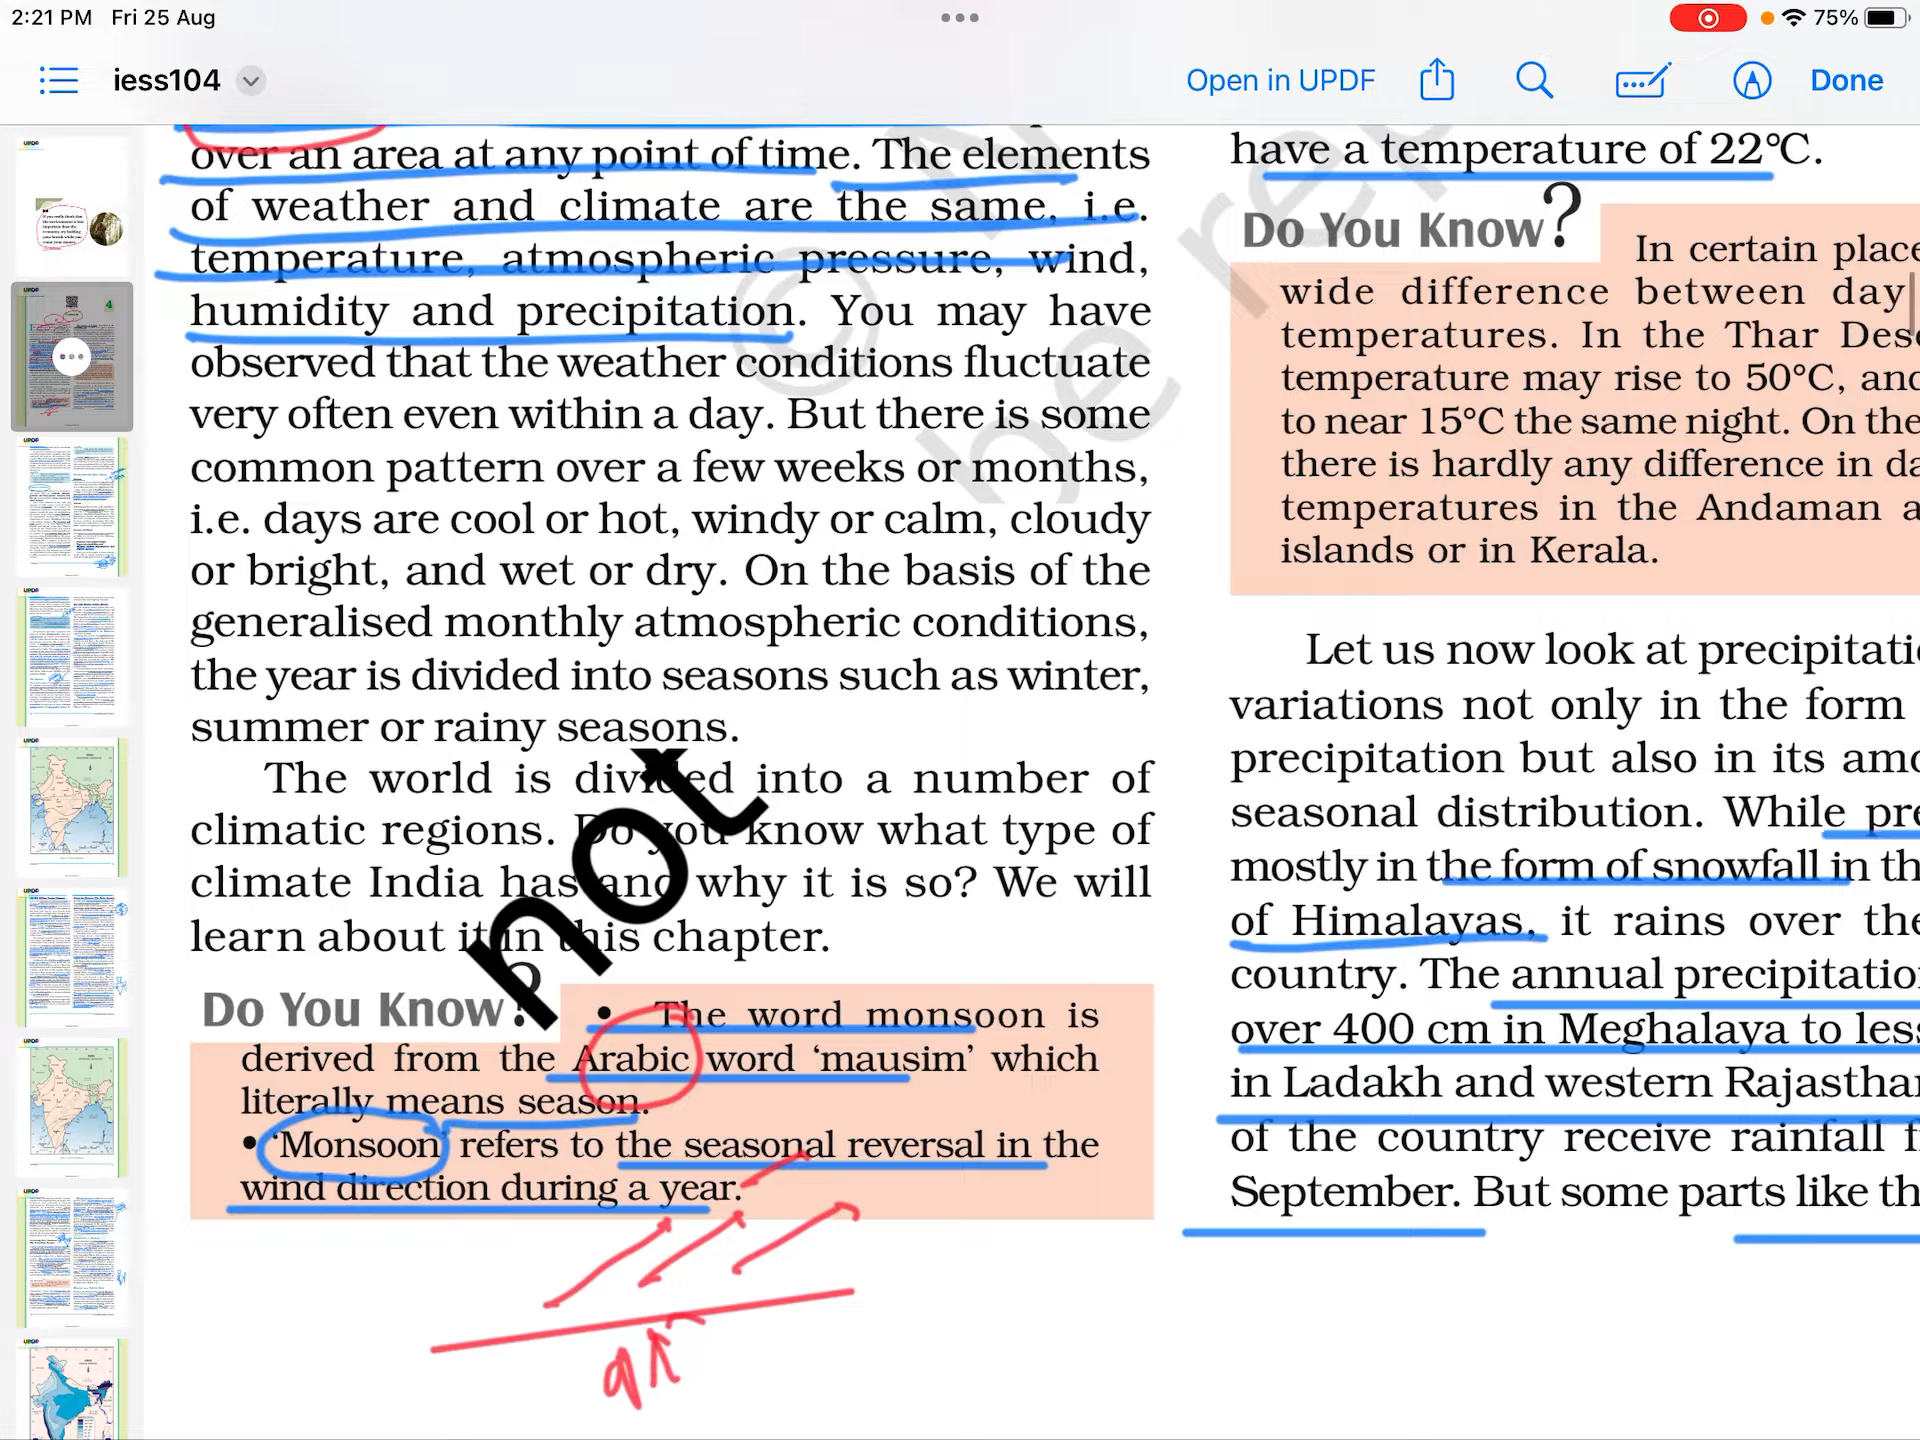 2:21 PM Fri 25 Aug
75%
iess104
Open in UPDF
Done
over an area at any point of time. The elements
of weather and climate are the same, i.e.
temperature, atmospheric pressure, wind,
humidity and precipitation. You may have
observed that the weather conditions fluctuate
very often even within a day. But there is some
common pattern over a few weeks or months,
i.e. days are cool or hot, windy or calm, cloudy
or bright, and wet or dry. On the basis of the
generalised monthly atmospheric conditions,
the year is divided into seasons such as winter,
summer or rainy seasons.
The world is divided into a number of
climatic regions. Do you know what type of
climate India has and why it is so? We will
learn about it in this chapter.
Do You Know?
• The word monsoon is
derived from the Arabic word ‘mausim’ which
literally means season.
• ‘Monsoon’ refers to the seasonal reversal in the
wind direction during a year.
not
have a temperature of 22°C.
Do You Know?
In certain place
wide difference between day
temperatures. In the Thar Des
temperature may rise to 50°C, and
to near 15°C the same night. On the
there is hardly any difference in da
temperatures in the Andaman a
islands or in Kerala.
Let us now look at precipitati
variations not only in the form
precipitation but also in its amo
seasonal distribution. While pre
mostly in the form of snowfall in th
of Himalayas, it rains over the
country. The annual precipitatio
over 400 cm in Meghalaya to less
in Ladakh and western Rajasthan
of the country receive rainfall f
September. But some parts like th
© N
be rep